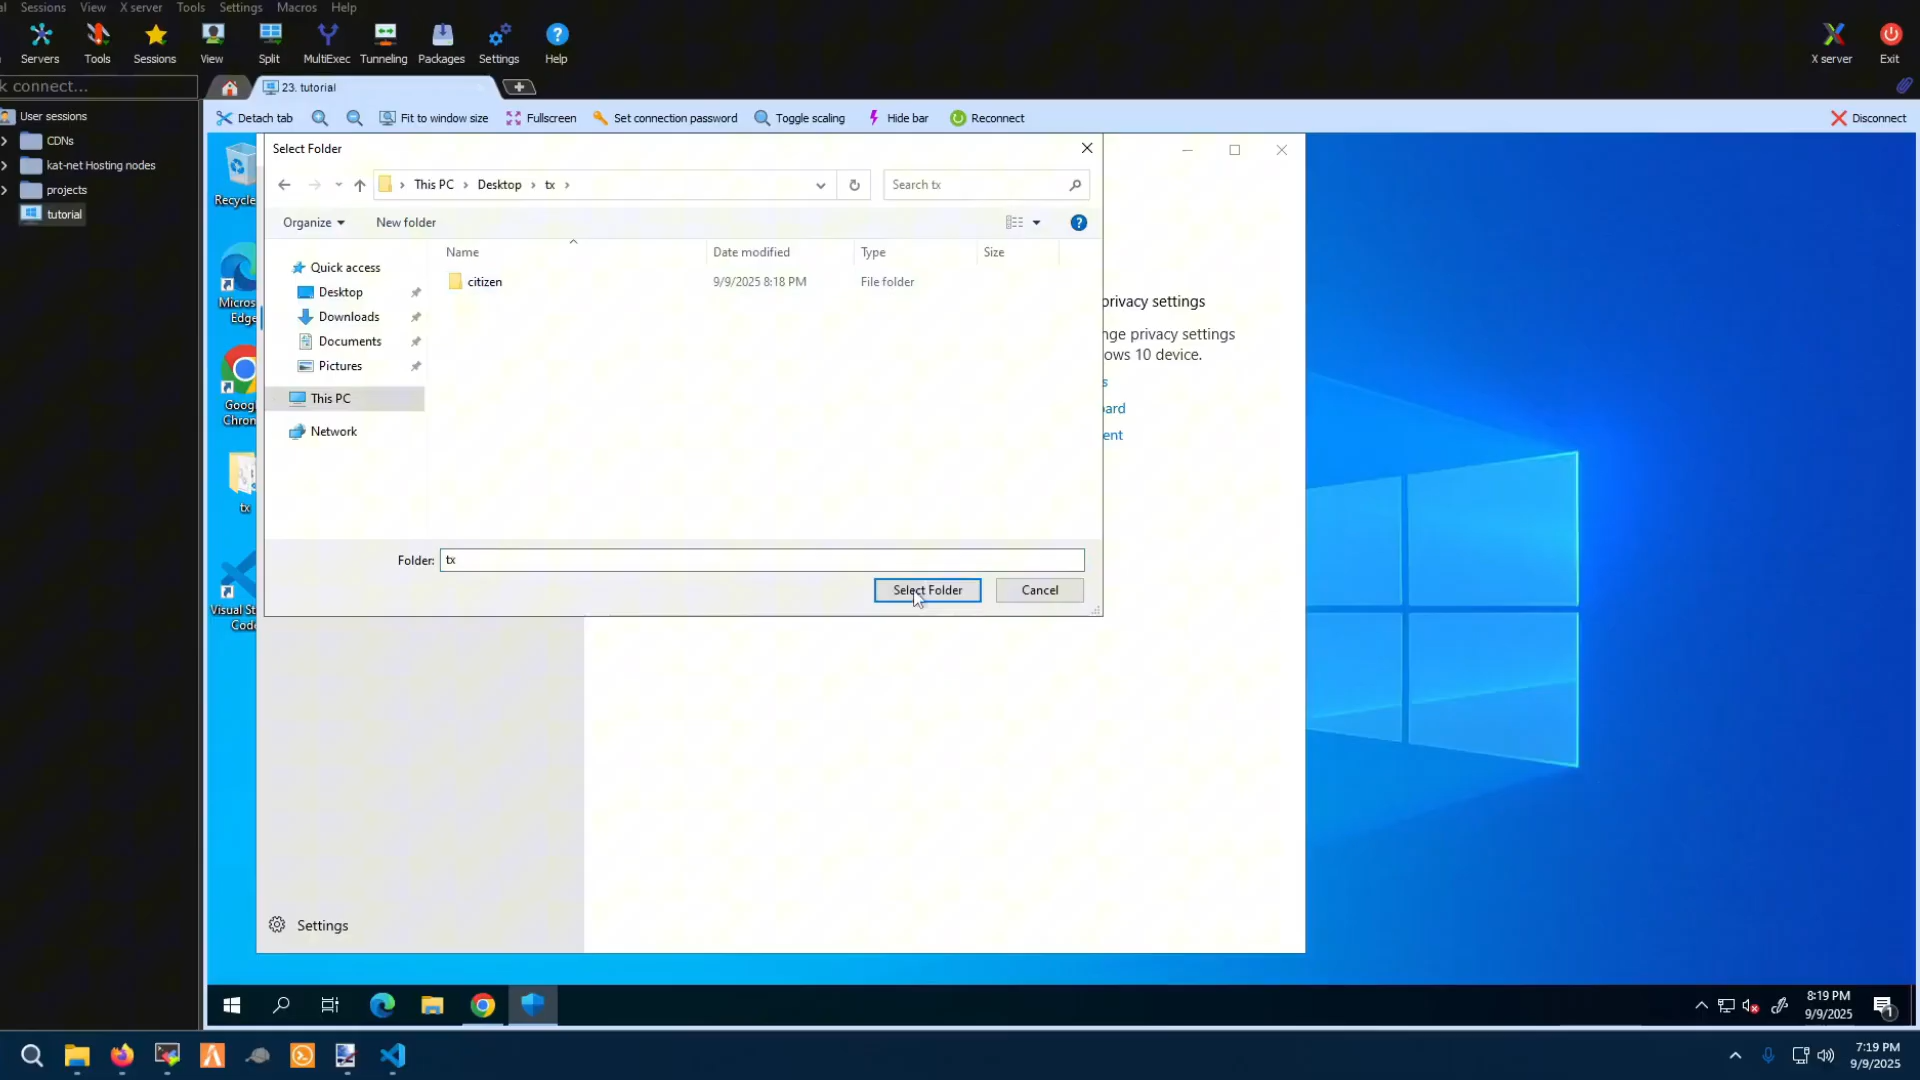 Sessions View X server Tools Settings Macros Help
Servers Tools Sessions View Split MultiExec Tunneling Packages Settings Help X server Exit
connect...
23. tutorial
Detach tab Fit to window size Fullscreen Set connection password Toggle scaling Hide bar Reconnect Disconnect
User sessions
CDNs
kat-net Hosting nodes
projects
tutorial
Select Folder
This PC > Desktop > tx >
Search tx
Organize New folder
Name Date modified Type Size
citizen 9/9/2025 8:18 PM File folder
Quick access
Desktop
Downloads
Documents
Pictures
This PC
Network
Folder: tx
Select Folder Cancel
Recycle
Micros
Edge
Goog
Chron
tx
Visual St
Code
privacy settings
nge privacy settings
ows 10 device.
s
ard
ent
Settings
8:19 PM
9/9/2025
1
7:19 PM
9/9/2025